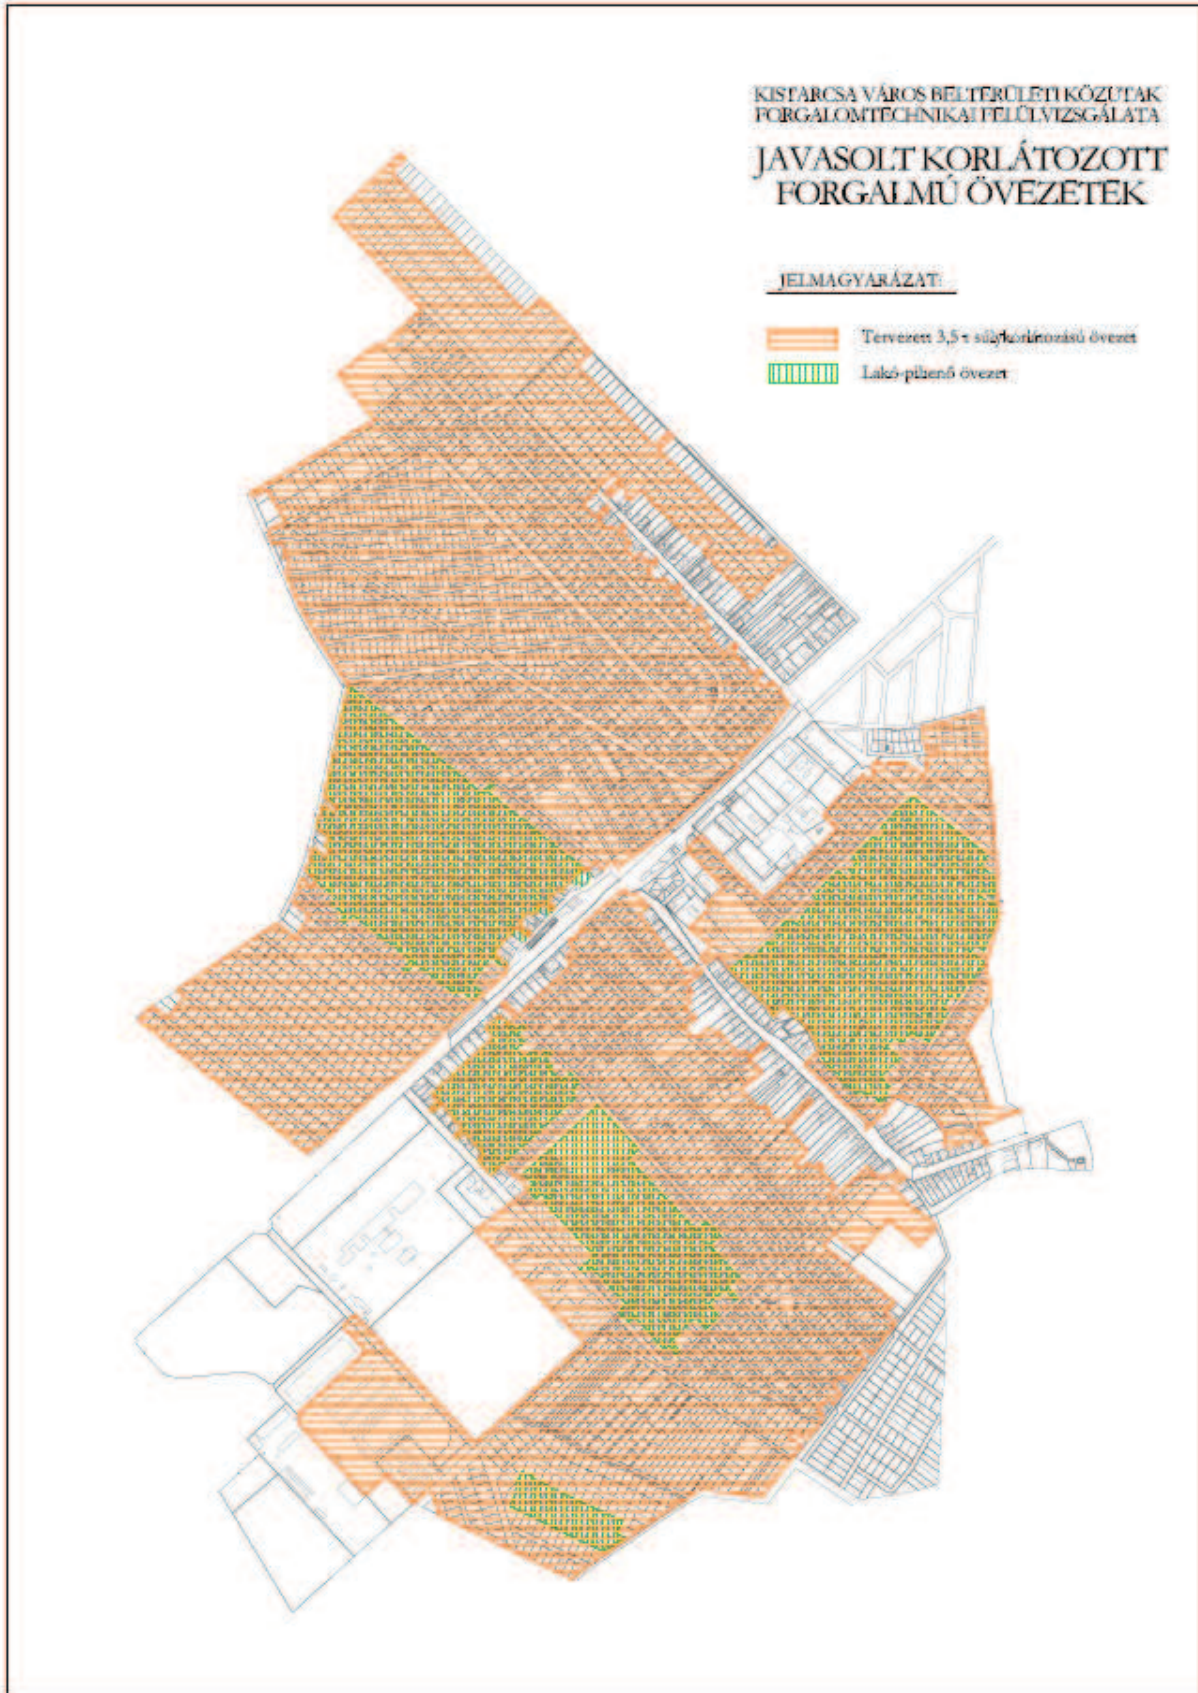 KISTARCSA VÁROS BELTERÜLETI KÖZUTAK
FORGALOMTECHNIKAI FELÜLVIZSGÁLATA
JAVASOLT KORLÁTOZOTT
FORGALMÚ ÖVEZETEK
JELMAGYARÁZAT:
Tervezett 3,5 t súlykorlátozású övezet
Lakó-pihenő övezet